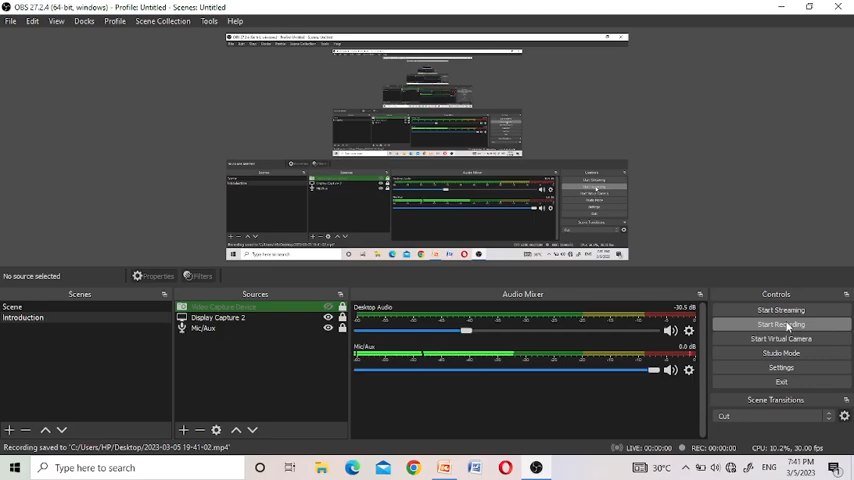 OBS 27.2.4 (64-bit, windows) - Profile: Untitled - Scenes: Untitled
File Edit View Docks Profile Scene Collection Tools Help
No source selected
Properties
Filters
Scenes
Sources
Audio Mixer
Controls
Scene
Introduction
Video Capture Device
Display Capture 2
Mic/Aux
Desktop Audio -30.5 dB
Mic/Aux 0.0 dB
Start Streaming
Start Recording
Start Virtual Camera
Studio Mode
Settings
Exit
Scene Transitions
Cut
Recording saved to 'C:/Users/HP/Desktop/2023-03-05 19-41-02.mp4'
LIVE: 00:00:00 REC: 00:00:00 CPU: 10.2%, 30.00 fps
Type here to search
30°C
ENG
7:41 PM
3/5/2023